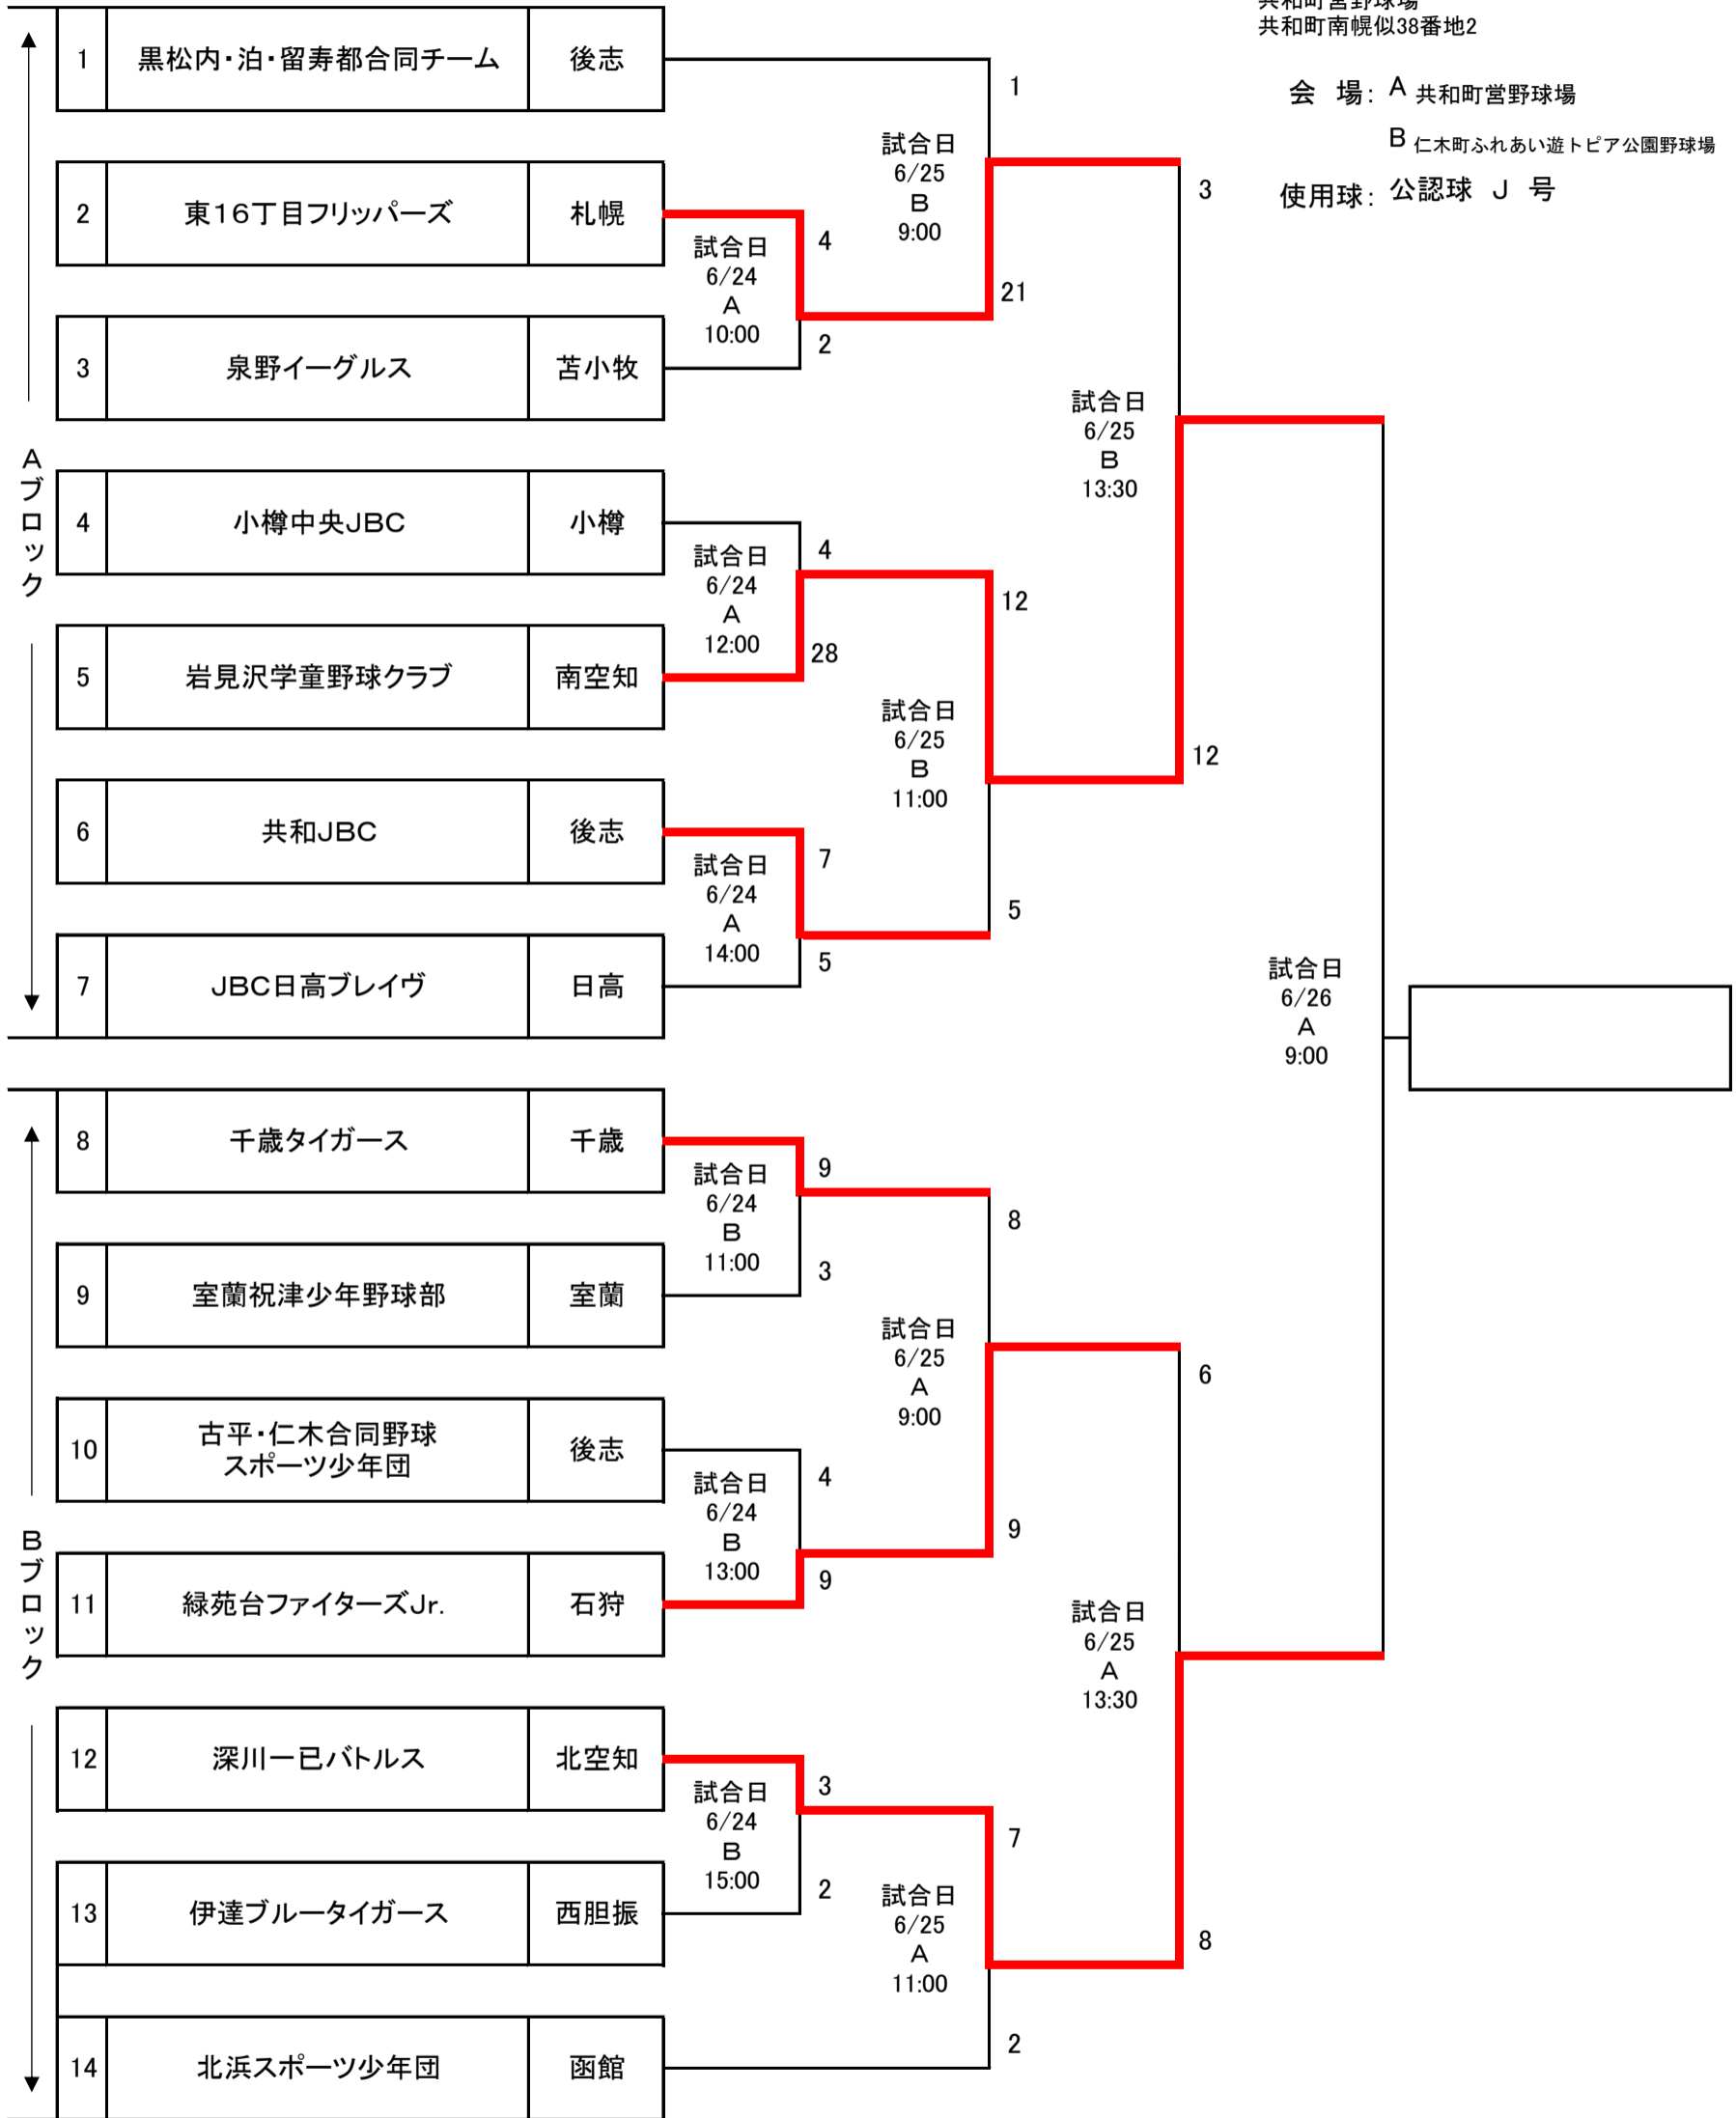 共和町営野球場
共和町南幌似38番地2
会 場: A 共和町営野球場
B 仁木町ふれあい遊トピア公園野球場
使用球: 公認球 J 号
Aブロック
1 黒松内・泊・留寿都合同チーム 後志
2 東16丁目フリッパーズ 札幌
3 泉野イーグルス 苫小牧
4 小樽中央JBC 小樽
5 岩見沢学童野球クラブ 南空知
6 共和JBC 後志
7 JBC日高ブレイヴ 日高
Bブロック
8 千歳タイガース 千歳
9 室蘭祝津少年野球部 室蘭
10 古平・仁木合同野球
スポーツ少年団 後志
11 緑苑台ファイターズJr. 石狩
12 深川一已バトルス 北空知
13 伊達ブルータイガース 西胆振
14 北浜スポーツ少年団 函館
試合日
6/24
A
10:00
4
2
試合日
6/24
A
12:00
4
28
試合日
6/24
A
14:00
7
5
試合日
6/24
B
11:00
9
3
試合日
6/24
B
13:00
4
9
試合日
6/24
B
15:00
3
2
試合日
6/25
B
9:00
1
21
試合日
6/25
B
11:00
12
5
試合日
6/25
A
9:00
8
9
試合日
6/25
A
11:00
7
2
試合日
6/25
B
13:30
3
12
試合日
6/25
A
13:30
6
8
試合日
6/26
A
9:00